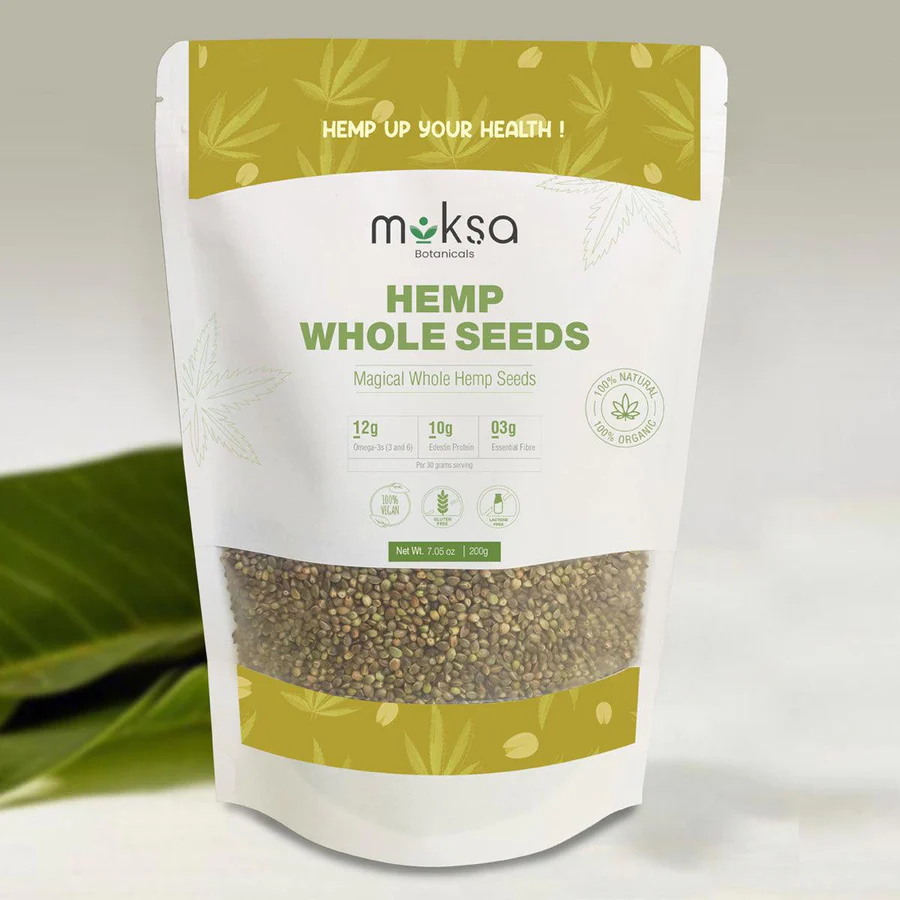 HEMP UP YOUR HEALTH !
moksa
Botanicals
HEMP
WHOLE SEEDS
Magical Whole Hemp Seeds
100% NATURAL
100% ORGANIC
12g
10g
03g
Omega-3s (3 and 6)
Edestin Protein
Essential Fibre
Per 30 grams serving
100%
VEGAN
GLUTEN
FREE
LACTOSE
FREE
Net Wt. 7.05 oz | 200g